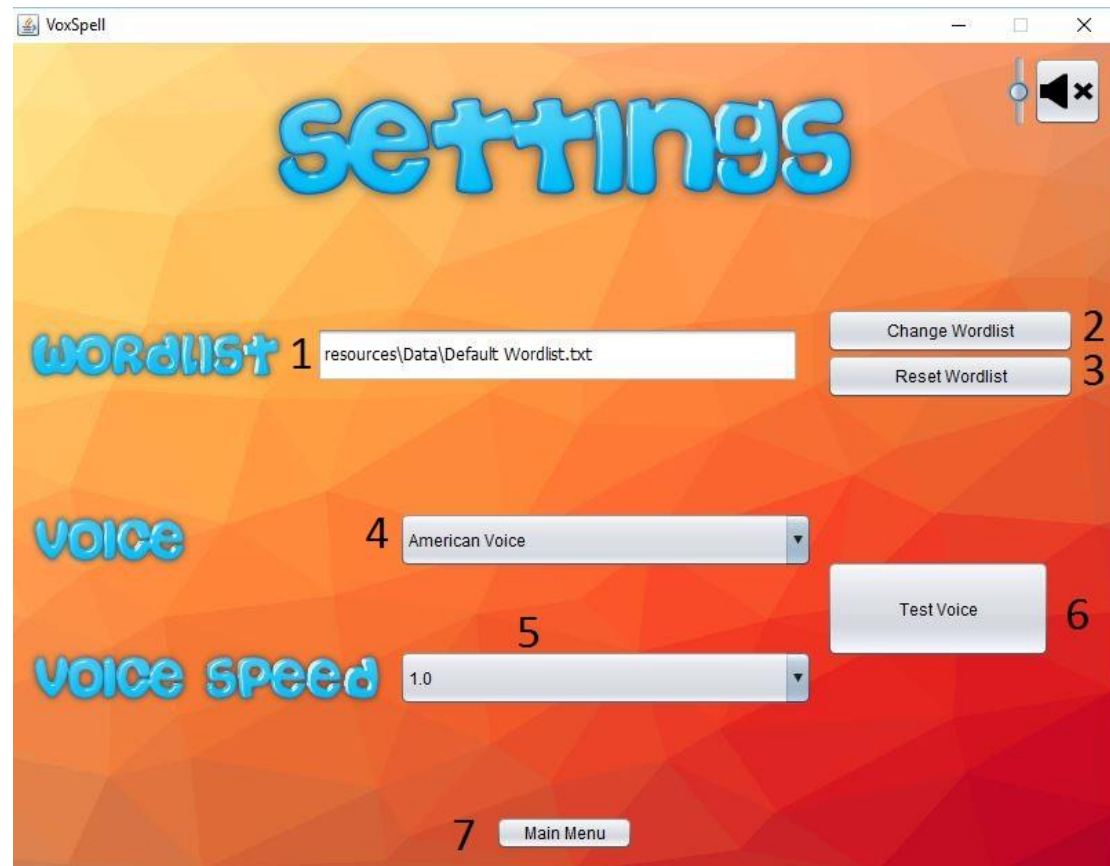 VoxSpell
Settings
Wordlist 1 resources\Data\Default Wordlist.txt
Change Wordlist 2
Reset Wordlist 3
Voice 4 American Voice
Test Voice 6
5
Voice Speed 1.0
7 Main Menu